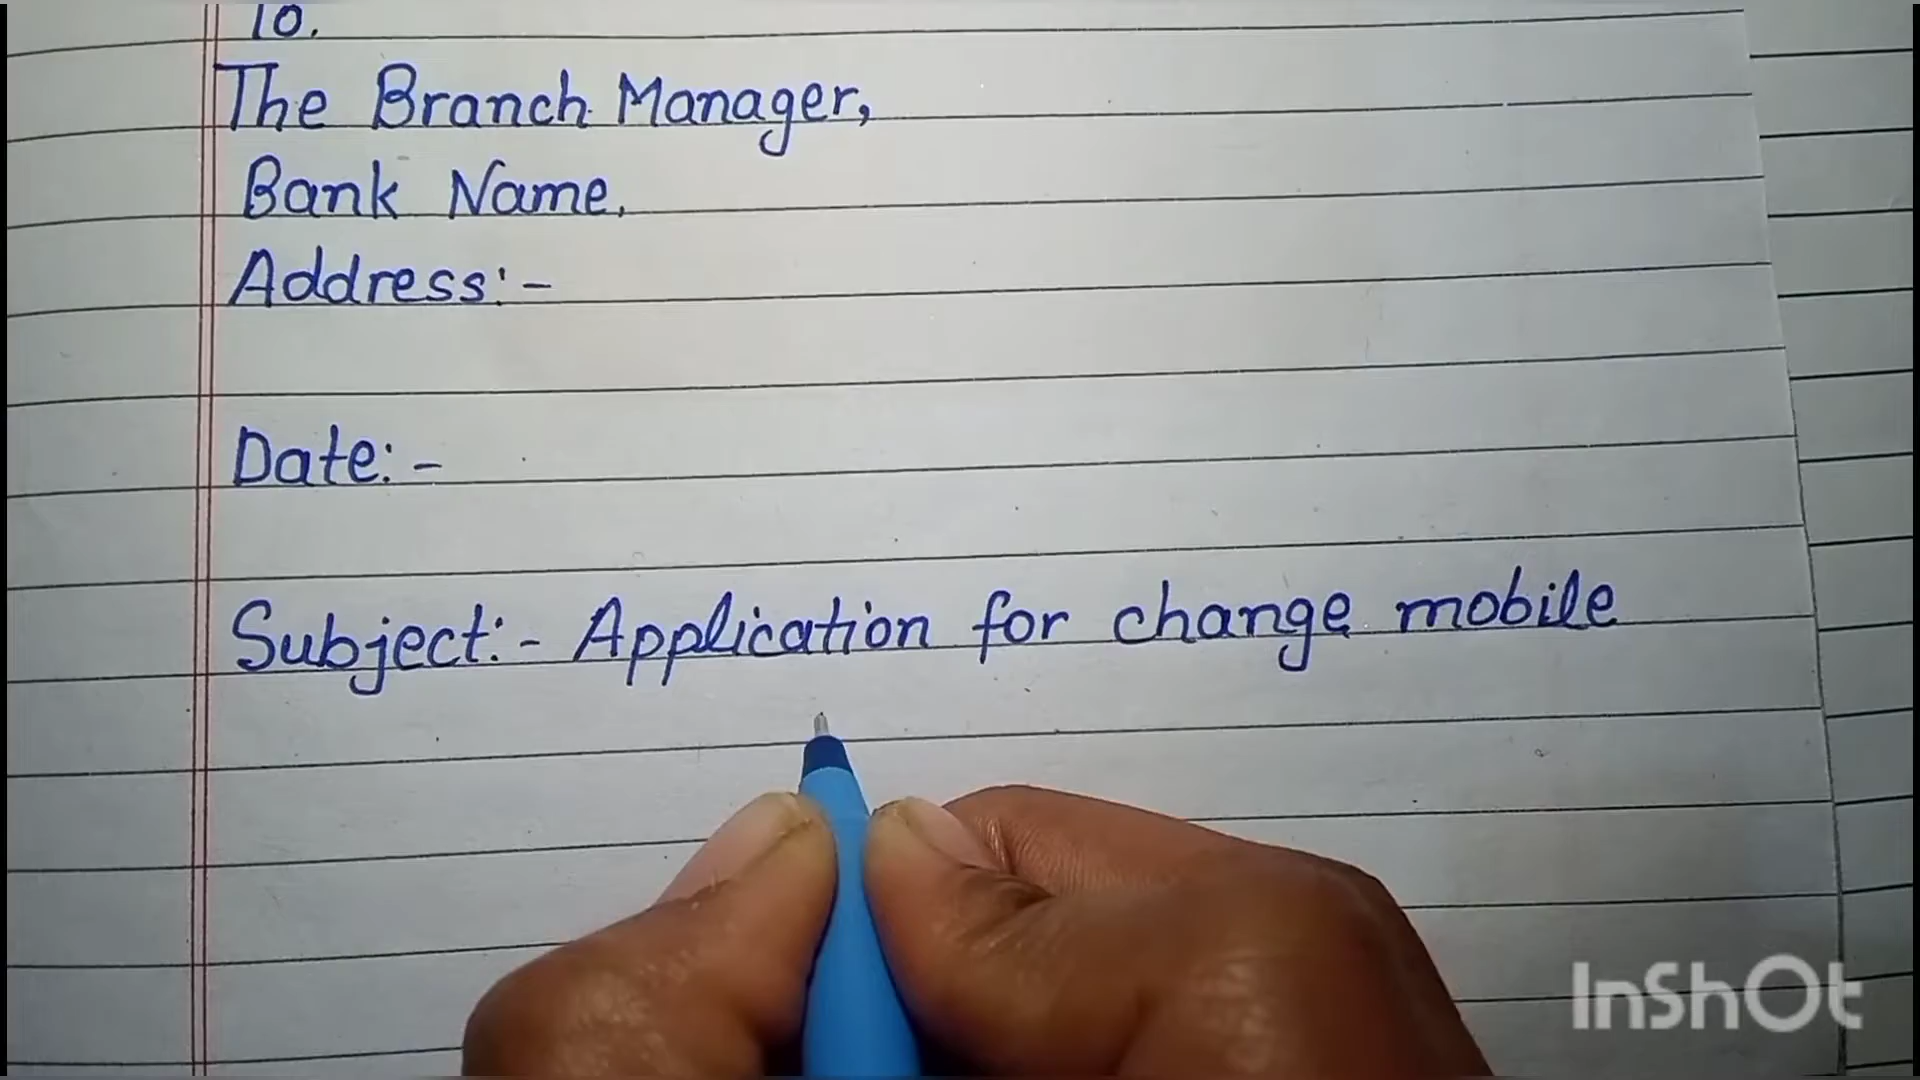 To.
The Branch Manager,
Bank Name.
Address:-
Date:-
Subject:- Application for change mobile
InShOt